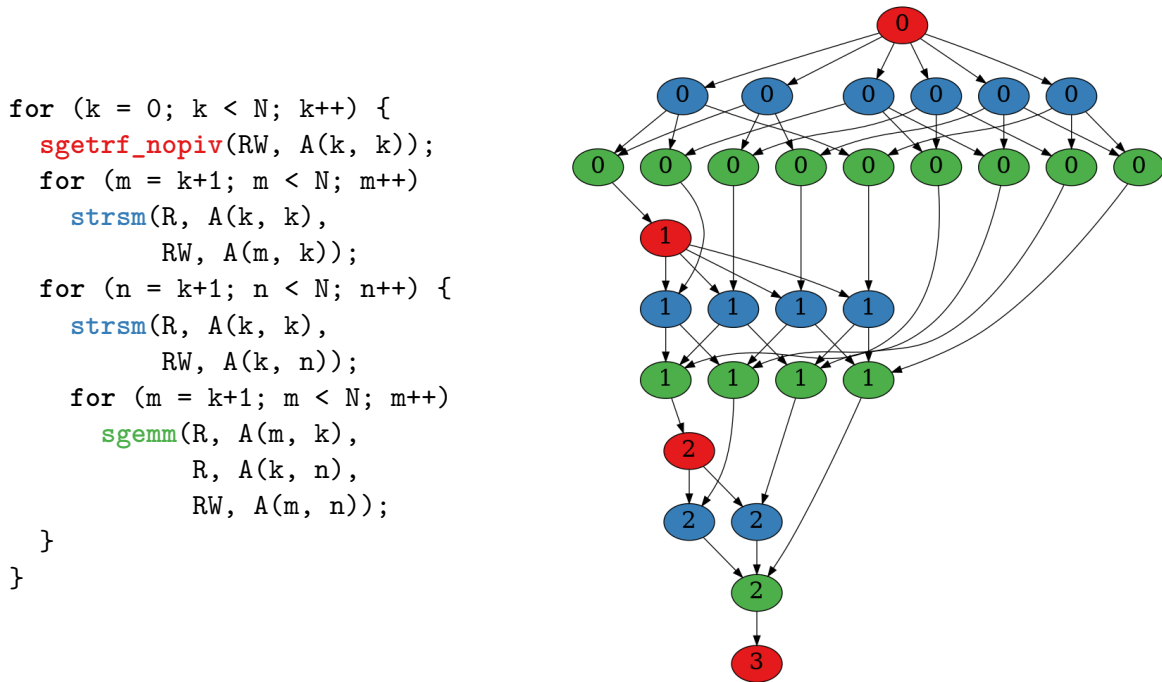 for (k = 0; k < N; k++) {
  sgetrf_nopiv(RW, A(k, k));
  for (m = k+1; m < N; m++)
    strsm(R, A(k, k),
          RW, A(m, k));
  for (n = k+1; n < N; n++) {
    strsm(R, A(k, k),
          RW, A(k, n));
    for (m = k+1; m < N; m++)
      sgemm(R, A(m, k),
            R, A(k, n),
            RW, A(m, n));
  }
}
0
0 0 0 0 0 0
0 0 0 0 0 0 0 0 0
1
1 1 1 1
1 1 1 1
2
2 2
2
3